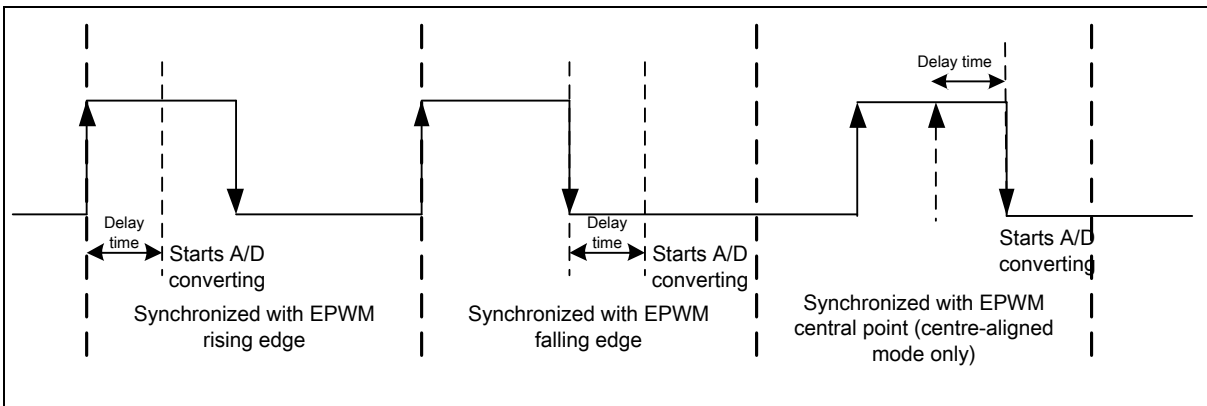 Delay
time
Starts A/D
converting
Synchronized with EPWM
rising edge
Delay
time
Starts A/D
converting
Synchronized with EPWM
falling edge
Delay time
Starts A/D
converting
Synchronized with EPWM
central point (centre-aligned
mode only)